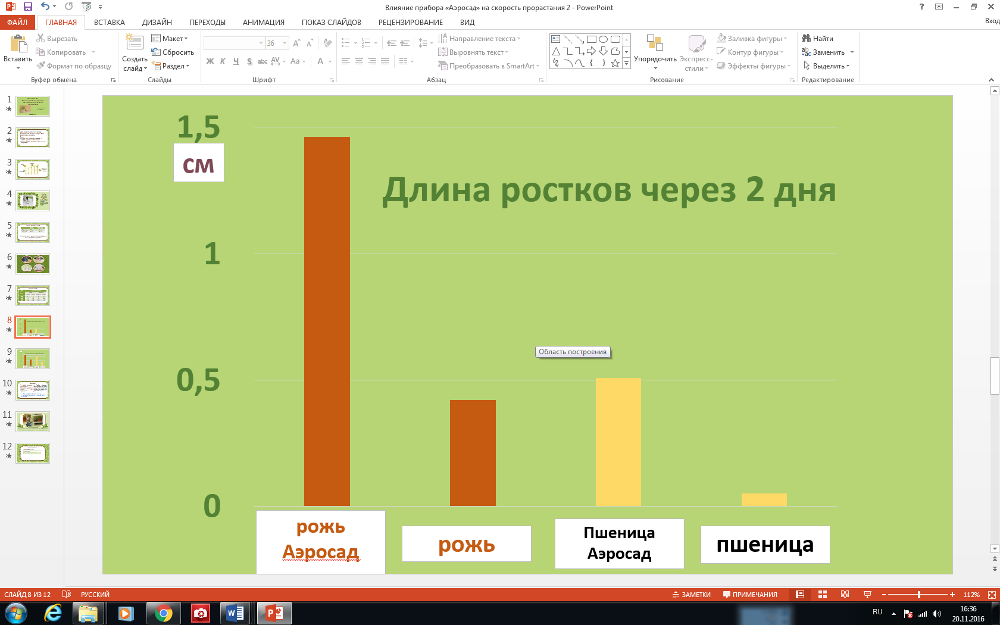 Влияние прибора «Аэросад» на скорость прорастания 2 - PowerPoint
ФАЙЛ ГЛАВНАЯ ВСТАВКА ДИЗАЙН ПЕРЕХОДЫ АНИМАЦИЯ ПОКАЗ СЛАЙДОВ РЕЦЕНЗИРОВАНИЕ ВИД Вход
Вставить
Вырезать
Копировать
Формат по образцу
Буфер обмена
Создать
слайд
Макет
Сбросить
Раздел
Слайды
36
Ж К Ч S abc AV Aa A
Шрифт
Направление текста
Выровнять текст
Преобразовать в SmartArt
Абзац
Упорядочить
Экспресс-
стили
Заливка фигуры
Контур фигуры
Эффекты фигуры
Рисование
Найти
Заменить
Выделить
Редактирование
1
2
3
4
5
6
7
8
9
10
11
12
1,5
см
Длина ростков через 2 дня
1
Область построения
0,5
0
рожь
Аэросад
рожь
Пшеница
Аэросад
пшеница
СЛАЙД 8 ИЗ 12 РУССКИЙ ЗАМЕТКИ ПРИМЕЧАНИЯ 112%
RU
16:36
20.11.2016